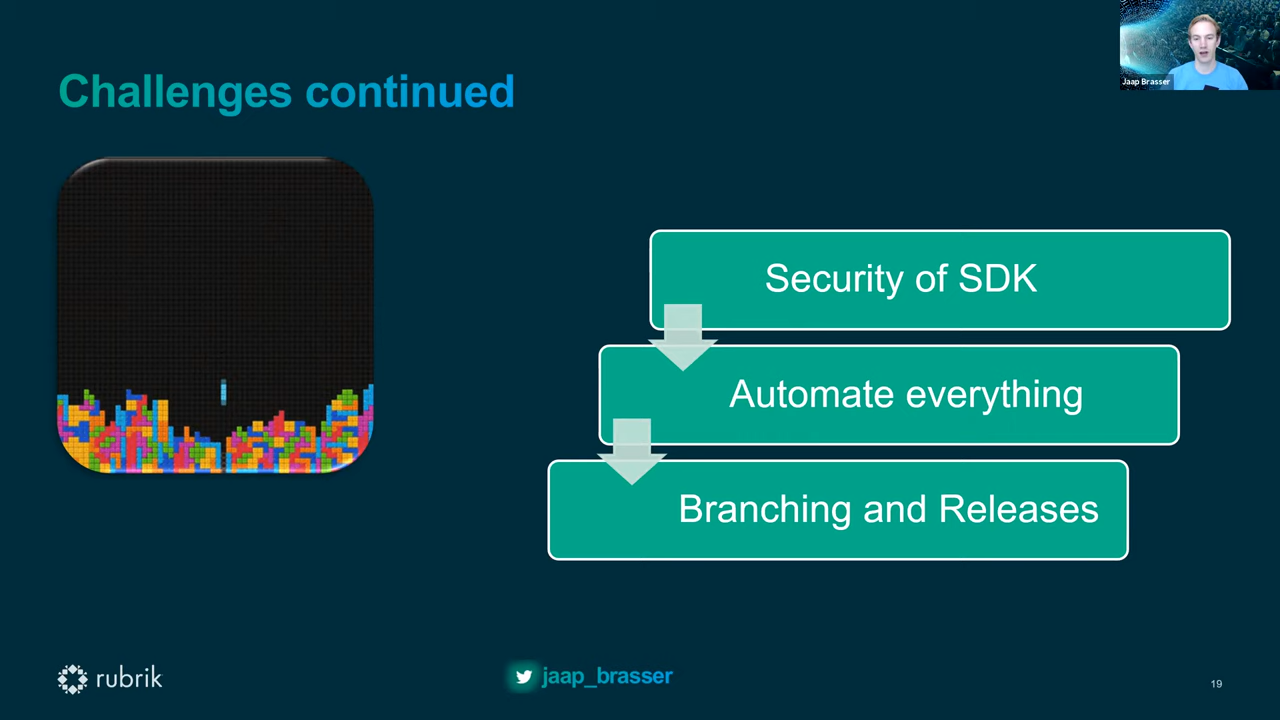 Jaap Brasser
Challenges continued
Security of SDK
Automate everything
Branching and Releases
rubrik
jaap_brasser
19